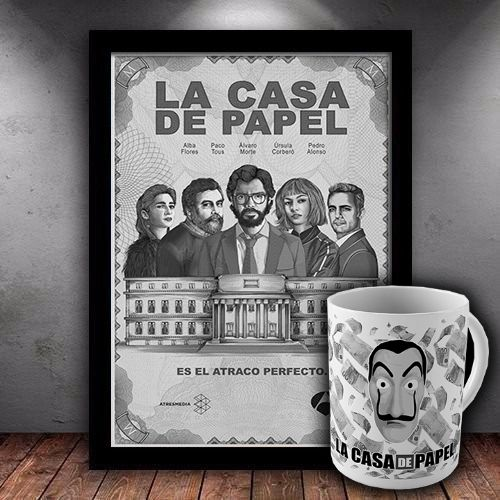 LA CASA
DE PAPEL
Alba Paco Álvaro Úrsula Pedro
Flores Tous Morte Corberó Alonso
ES EL ATRACO PERFECTO.
ATRESMEDIA
LA CASA DE PAPEL